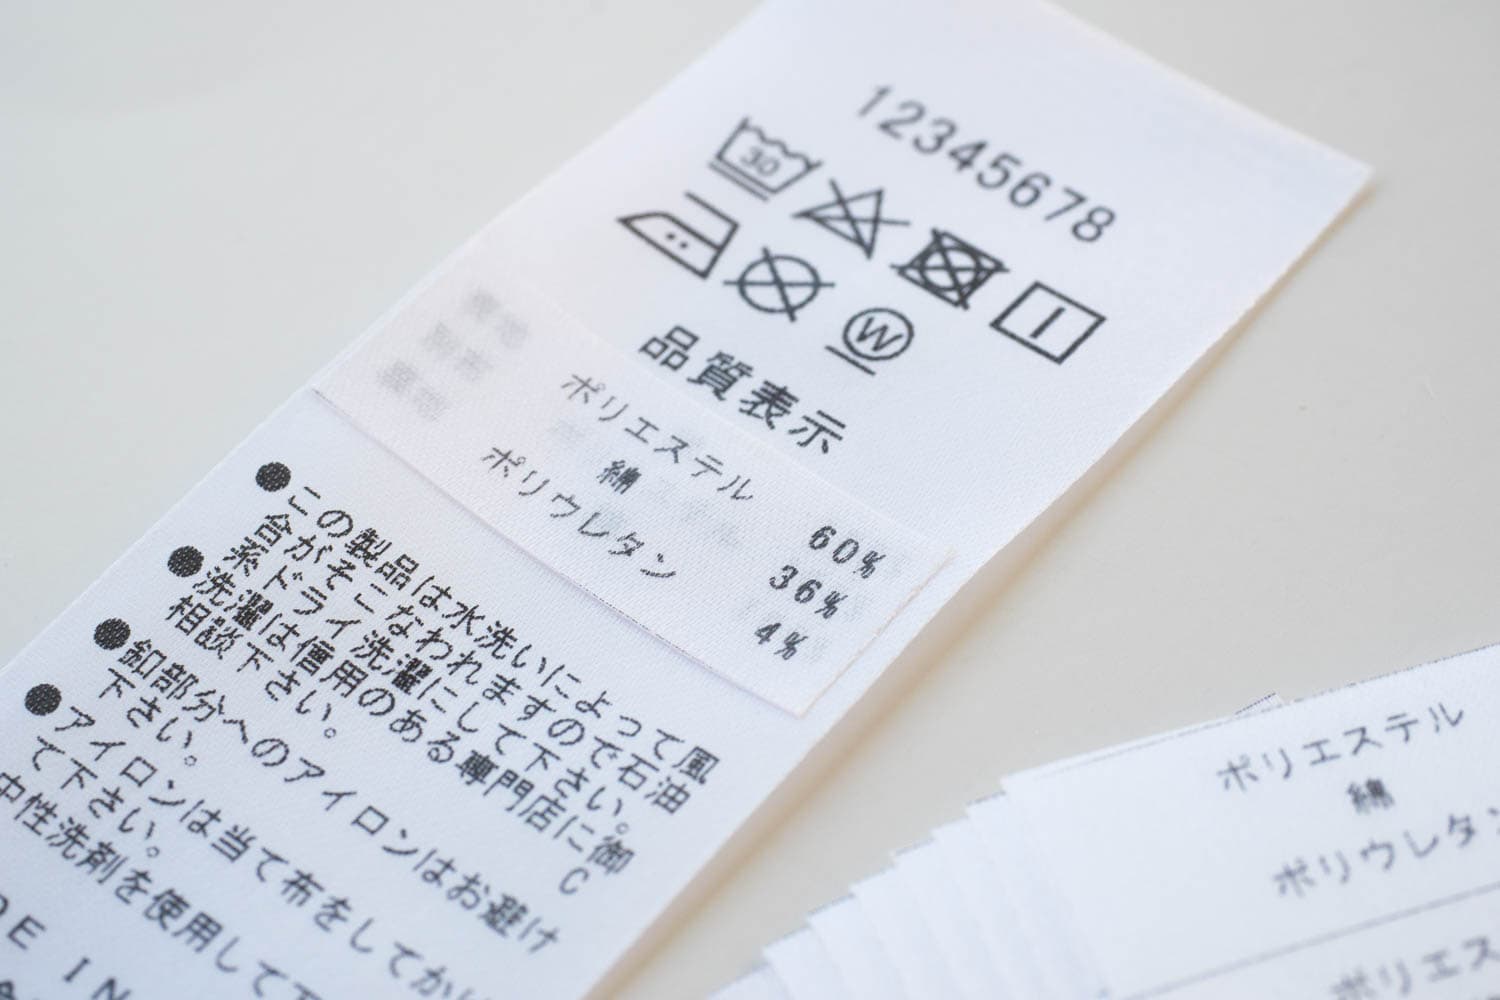 12345678
30
W
品質表示
ポリエステル 60%
綿 36%
ポリウレタン 4%
●この製品は水洗いによって風
合がそこなわれますので石油
系ドライ洗濯にして下さい。
●洗濯は信用のある専門店に御
相談下さい。 C
●釦部分へのアイロンはお避け
下さい。
●アイロンは当て布をしてかけ
て下さい。
中性洗剤を使用して下
DE IN
ポリエステル
綿
ポリウレタン
ポリエス